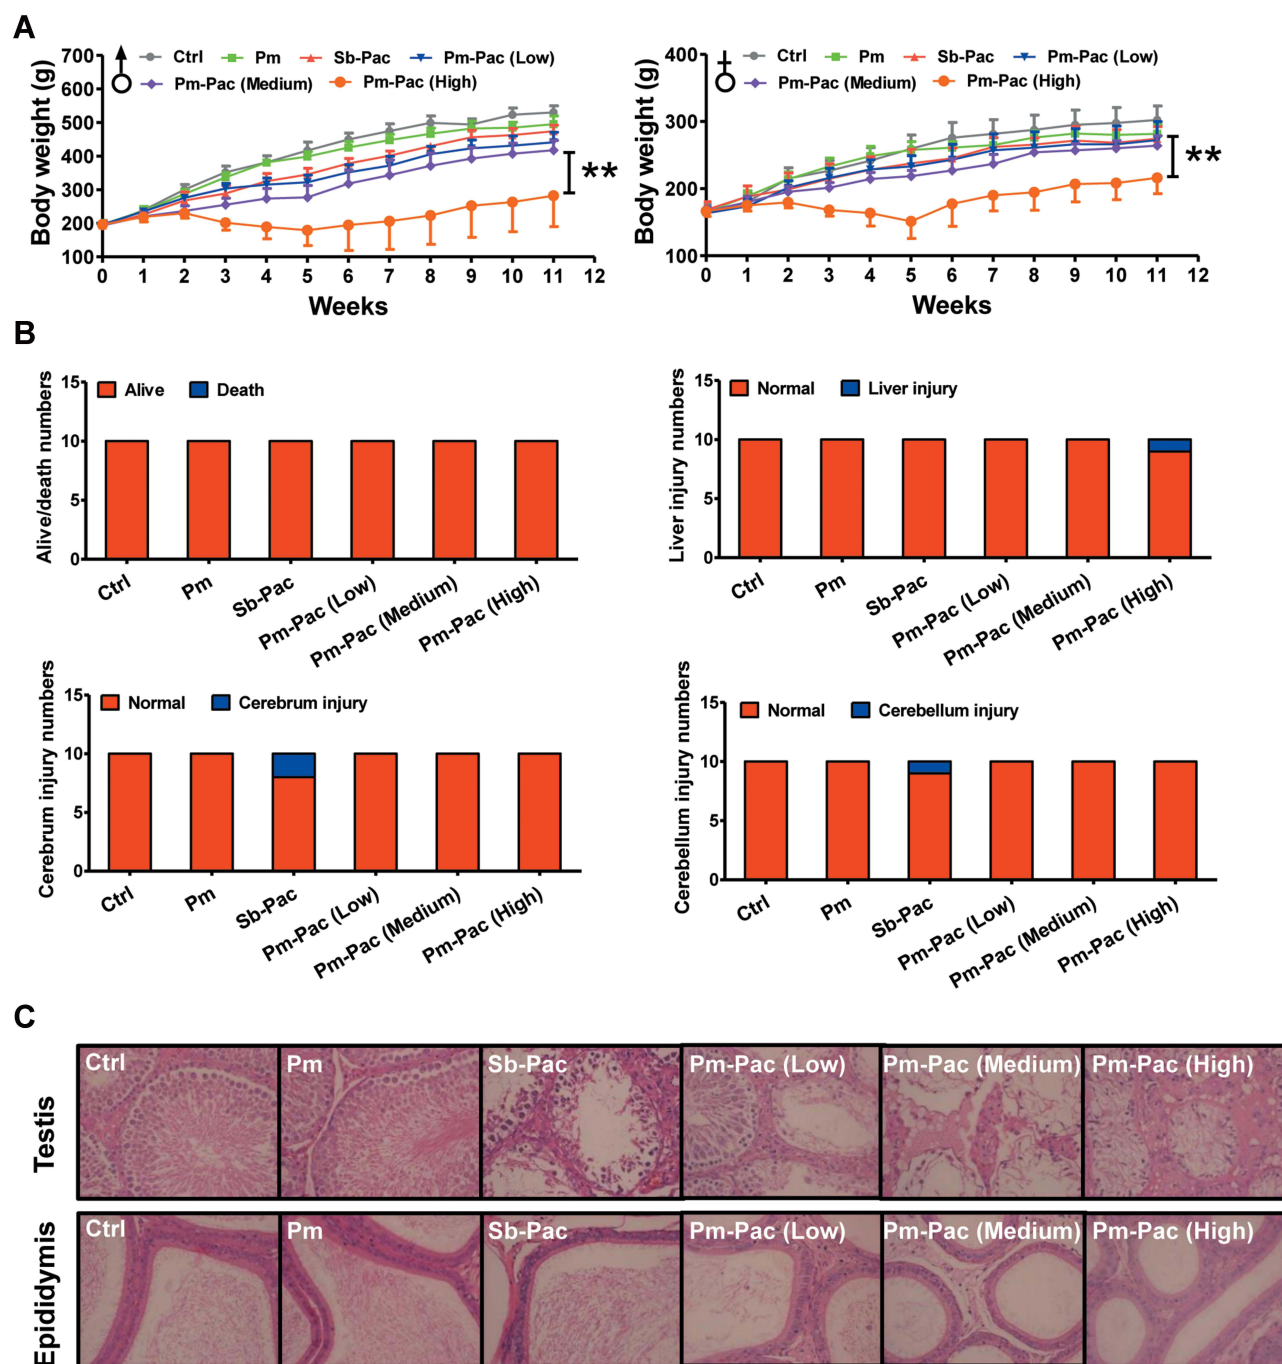 A
Body weight (g)
700
600
500
400
300
200
100
Ctrl Pm Sb-Pac Pm-Pac (Low)
Pm-Pac (Medium) Pm-Pac (High)
**
0 1 2 3 4 5 6 7 8 9 10 11 12
Weeks
Body weight (g)
400
300
200
100
Ctrl Pm Sb-Pac Pm-Pac (Low)
Pm-Pac (Medium) Pm-Pac (High)
**
0 1 2 3 4 5 6 7 8 9 10 11 12
Weeks
B
Alive/death numbers
15
10
5
0
Alive Death
Ctrl
Pm
Sb-Pac
Pm-Pac (Low)
Pm-Pac (Medium)
Pm-Pac (High)
Liver injury numbers
15
10
5
0
Normal Liver injury
Ctrl
Pm
Sb-Pac
Pm-Pac (Low)
Pm-Pac (Medium)
Pm-Pac (High)
Cerebrum injury numbers
15
10
5
0
Normal Cerebrum injury
Ctrl
Pm
Sb-Pac
Pm-Pac (Low)
Pm-Pac (Medium)
Pm-Pac (High)
Cerebellum injury numbers
15
10
5
0
Normal Cerebellum injury
Ctrl
Pm
Sb-Pac
Pm-Pac (Low)
Pm-Pac (Medium)
Pm-Pac (High)
C
Testis
Ctrl Pm Sb-Pac Pm-Pac (Low) Pm-Pac (Medium) Pm-Pac (High)
Epididymis
Ctrl Pm Sb-Pac Pm-Pac (Low) Pm-Pac (Medium) Pm-Pac (High)